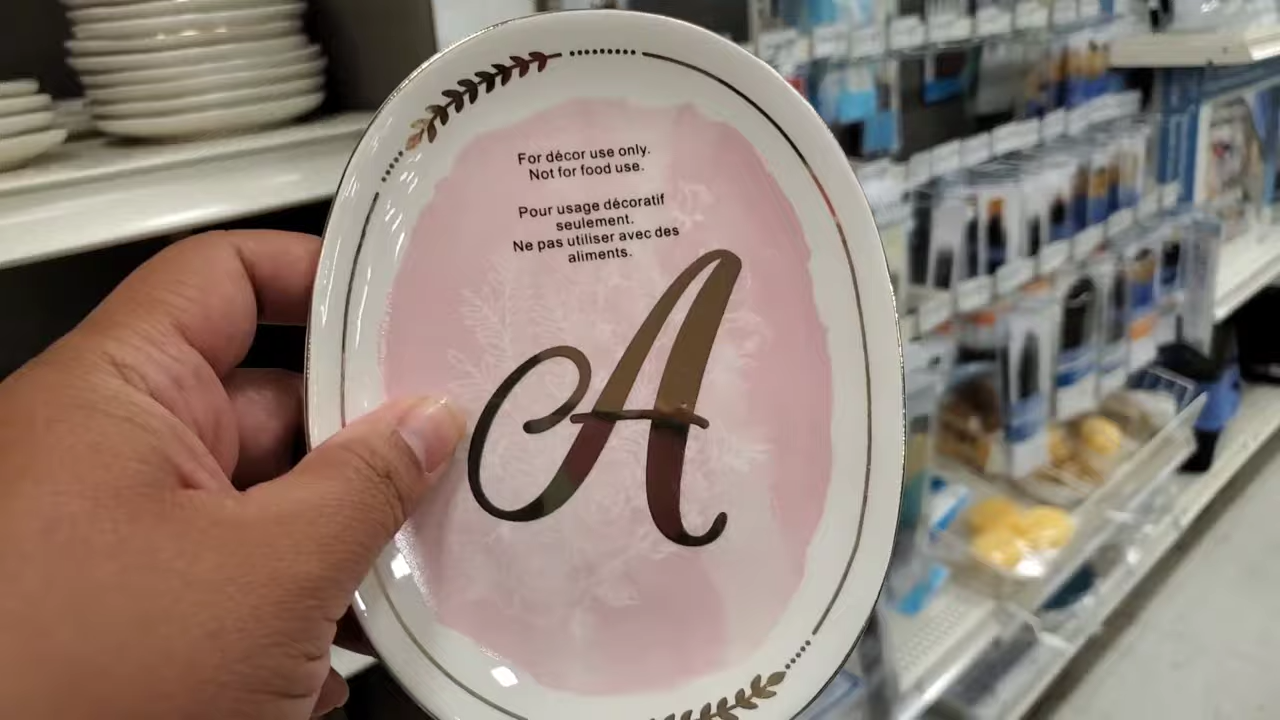 For décor use only.
Not for food use.
Pour usage décoratif
seulement.
Ne pas utiliser avec des
aliments.
A